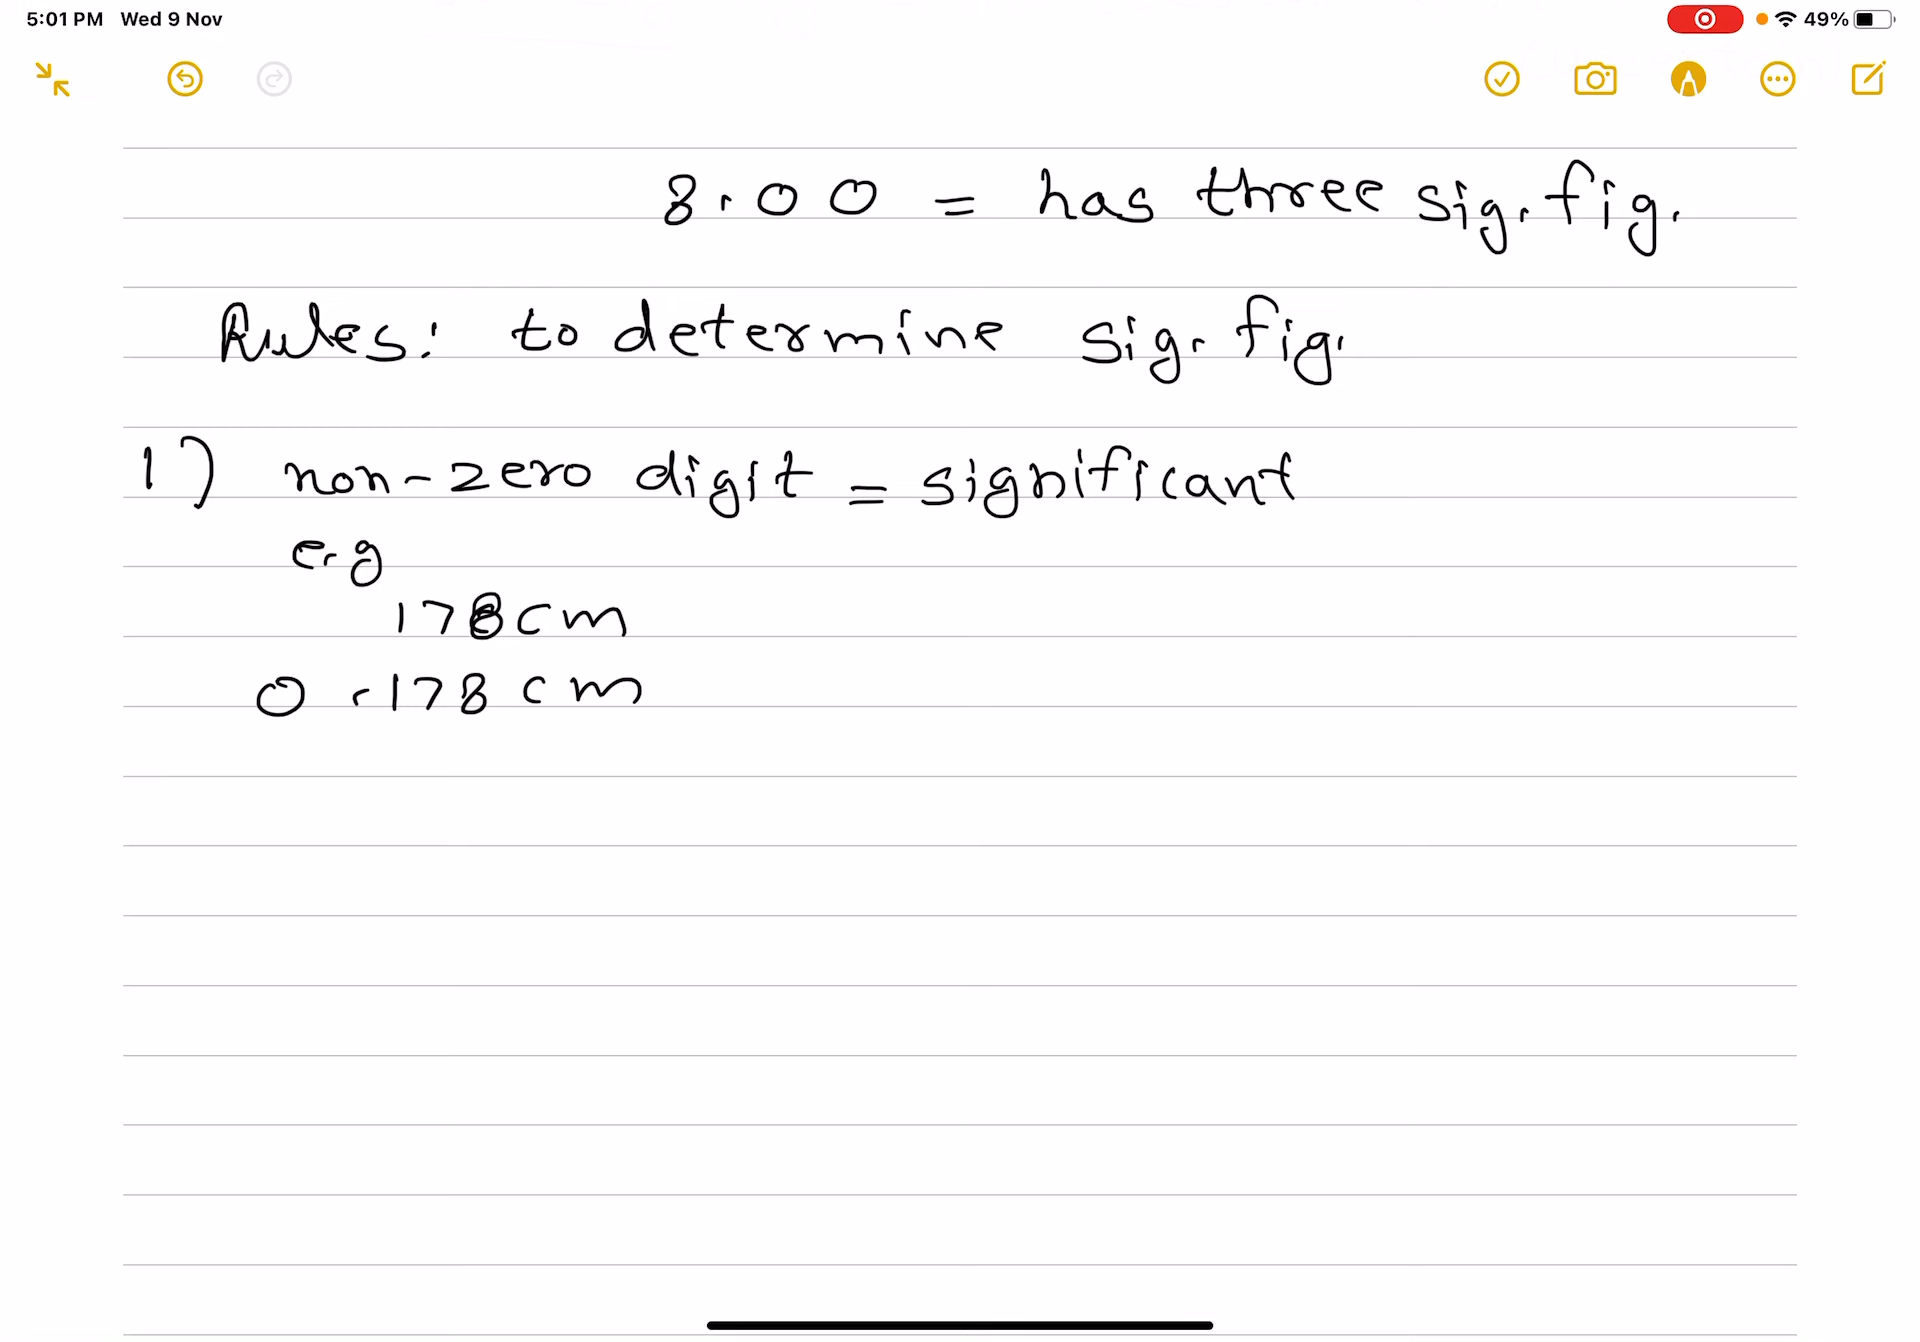 5:01 PM Wed 9 Nov 49%
8.00 = has three sig. fig.
Rules: to determine sig. fig.
1) non-zero digit = significant
e.g
178cm
0.178 cm